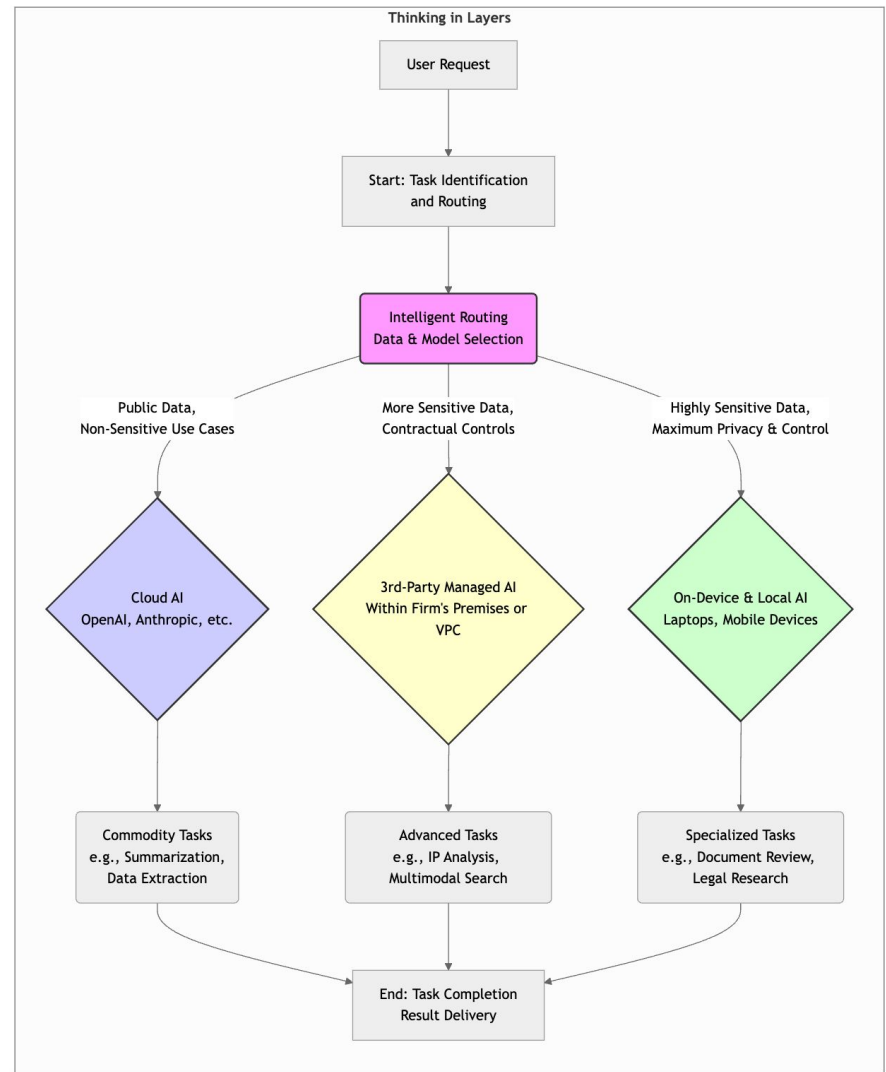 Thinking in Layers
User Request
Start: Task Identification
and Routing
Intelligent Routing
Data & Model Selection
Public Data,
Non-Sensitive Use Cases
More Sensitive Data,
Contractual Controls
Highly Sensitive Data,
Maximum Privacy & Control
Cloud AI
OpenAI, Anthropic, etc.
3rd-Party Managed AI
Within Firm's Premises or
VPC
On-Device & Local AI
Laptops, Mobile Devices
Commodity Tasks
e.g., Summarization,
Data Extraction
Advanced Tasks
e.g., IP Analysis,
Multimodal Search
Specialized Tasks
e.g., Document Review,
Legal Research
End: Task Completion
Result Delivery